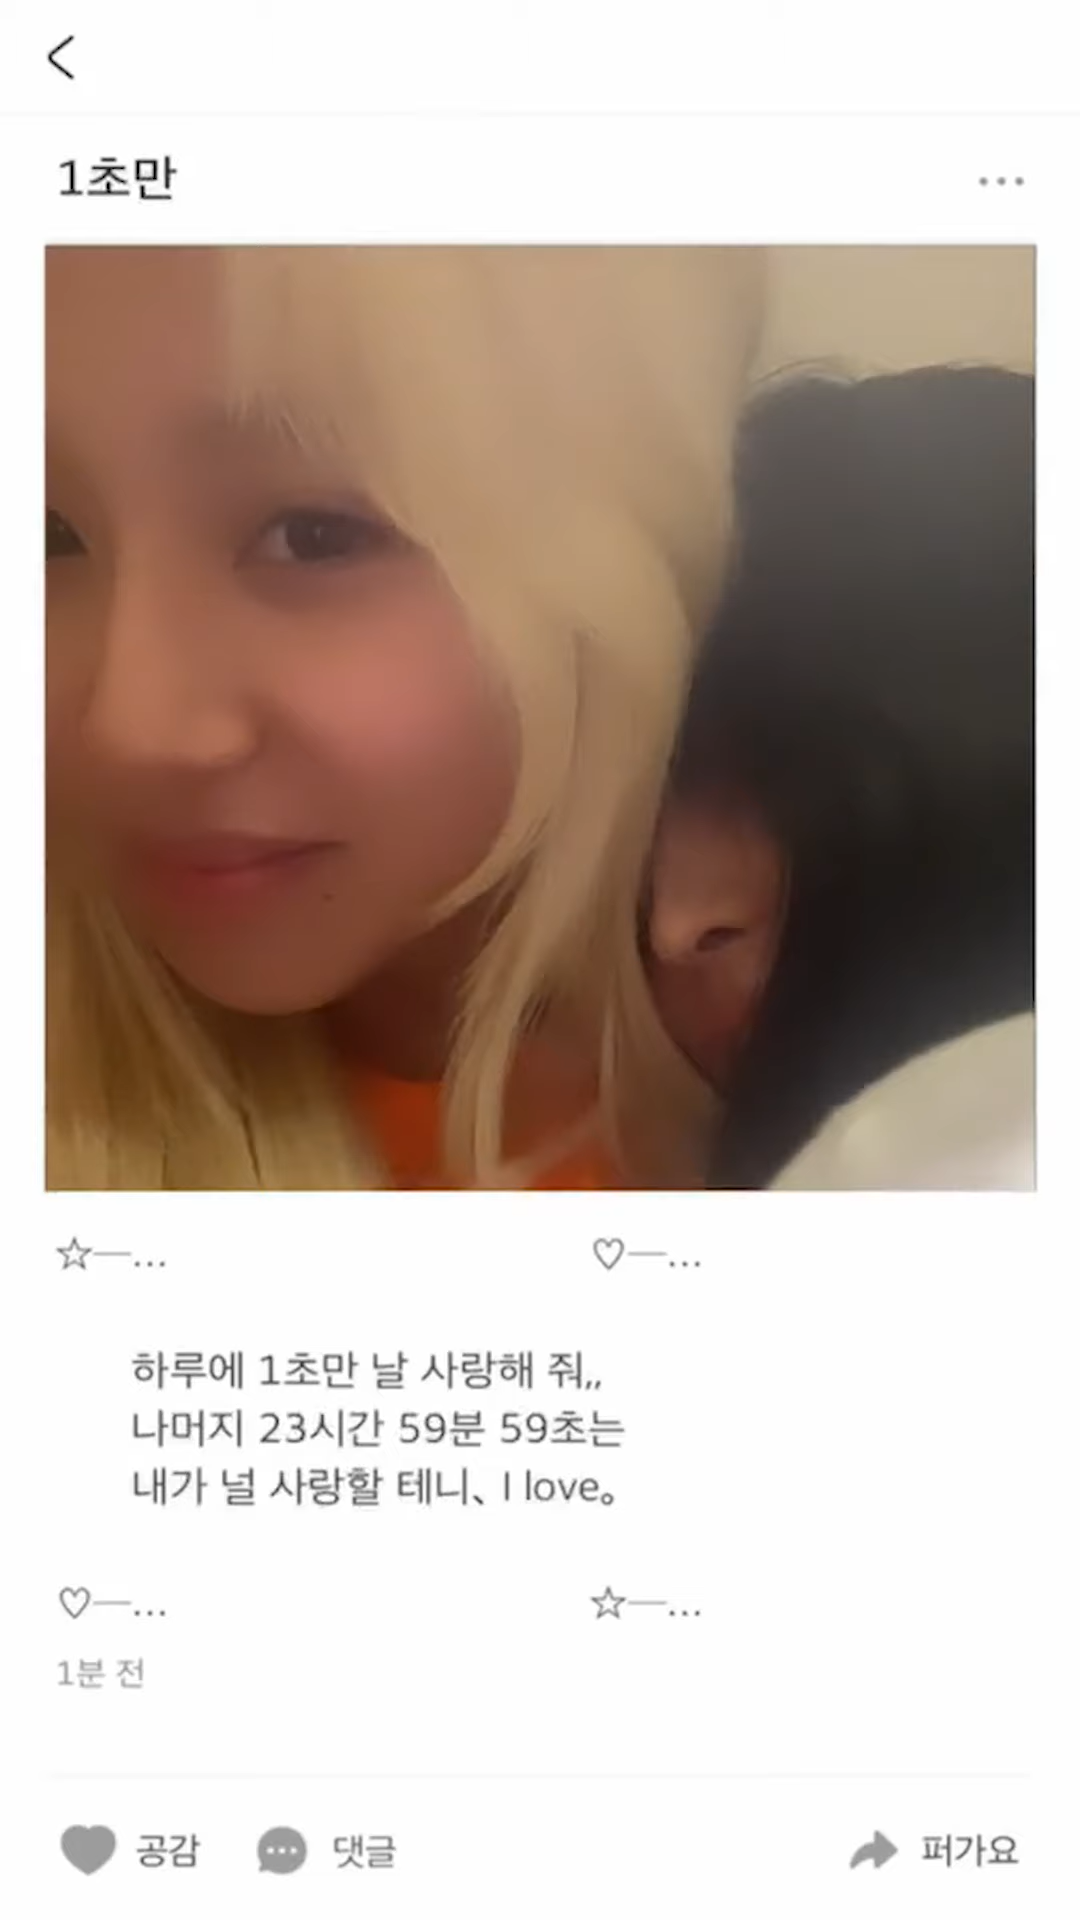 1초만
☆—...
♡—...
하루에 1초만 날 사랑해 줘,,
나머지 23시간 59분 59초는
내가 널 사랑할 테니、I love。
♡—...
☆—...
1분 전
공감
댓글
퍼가요